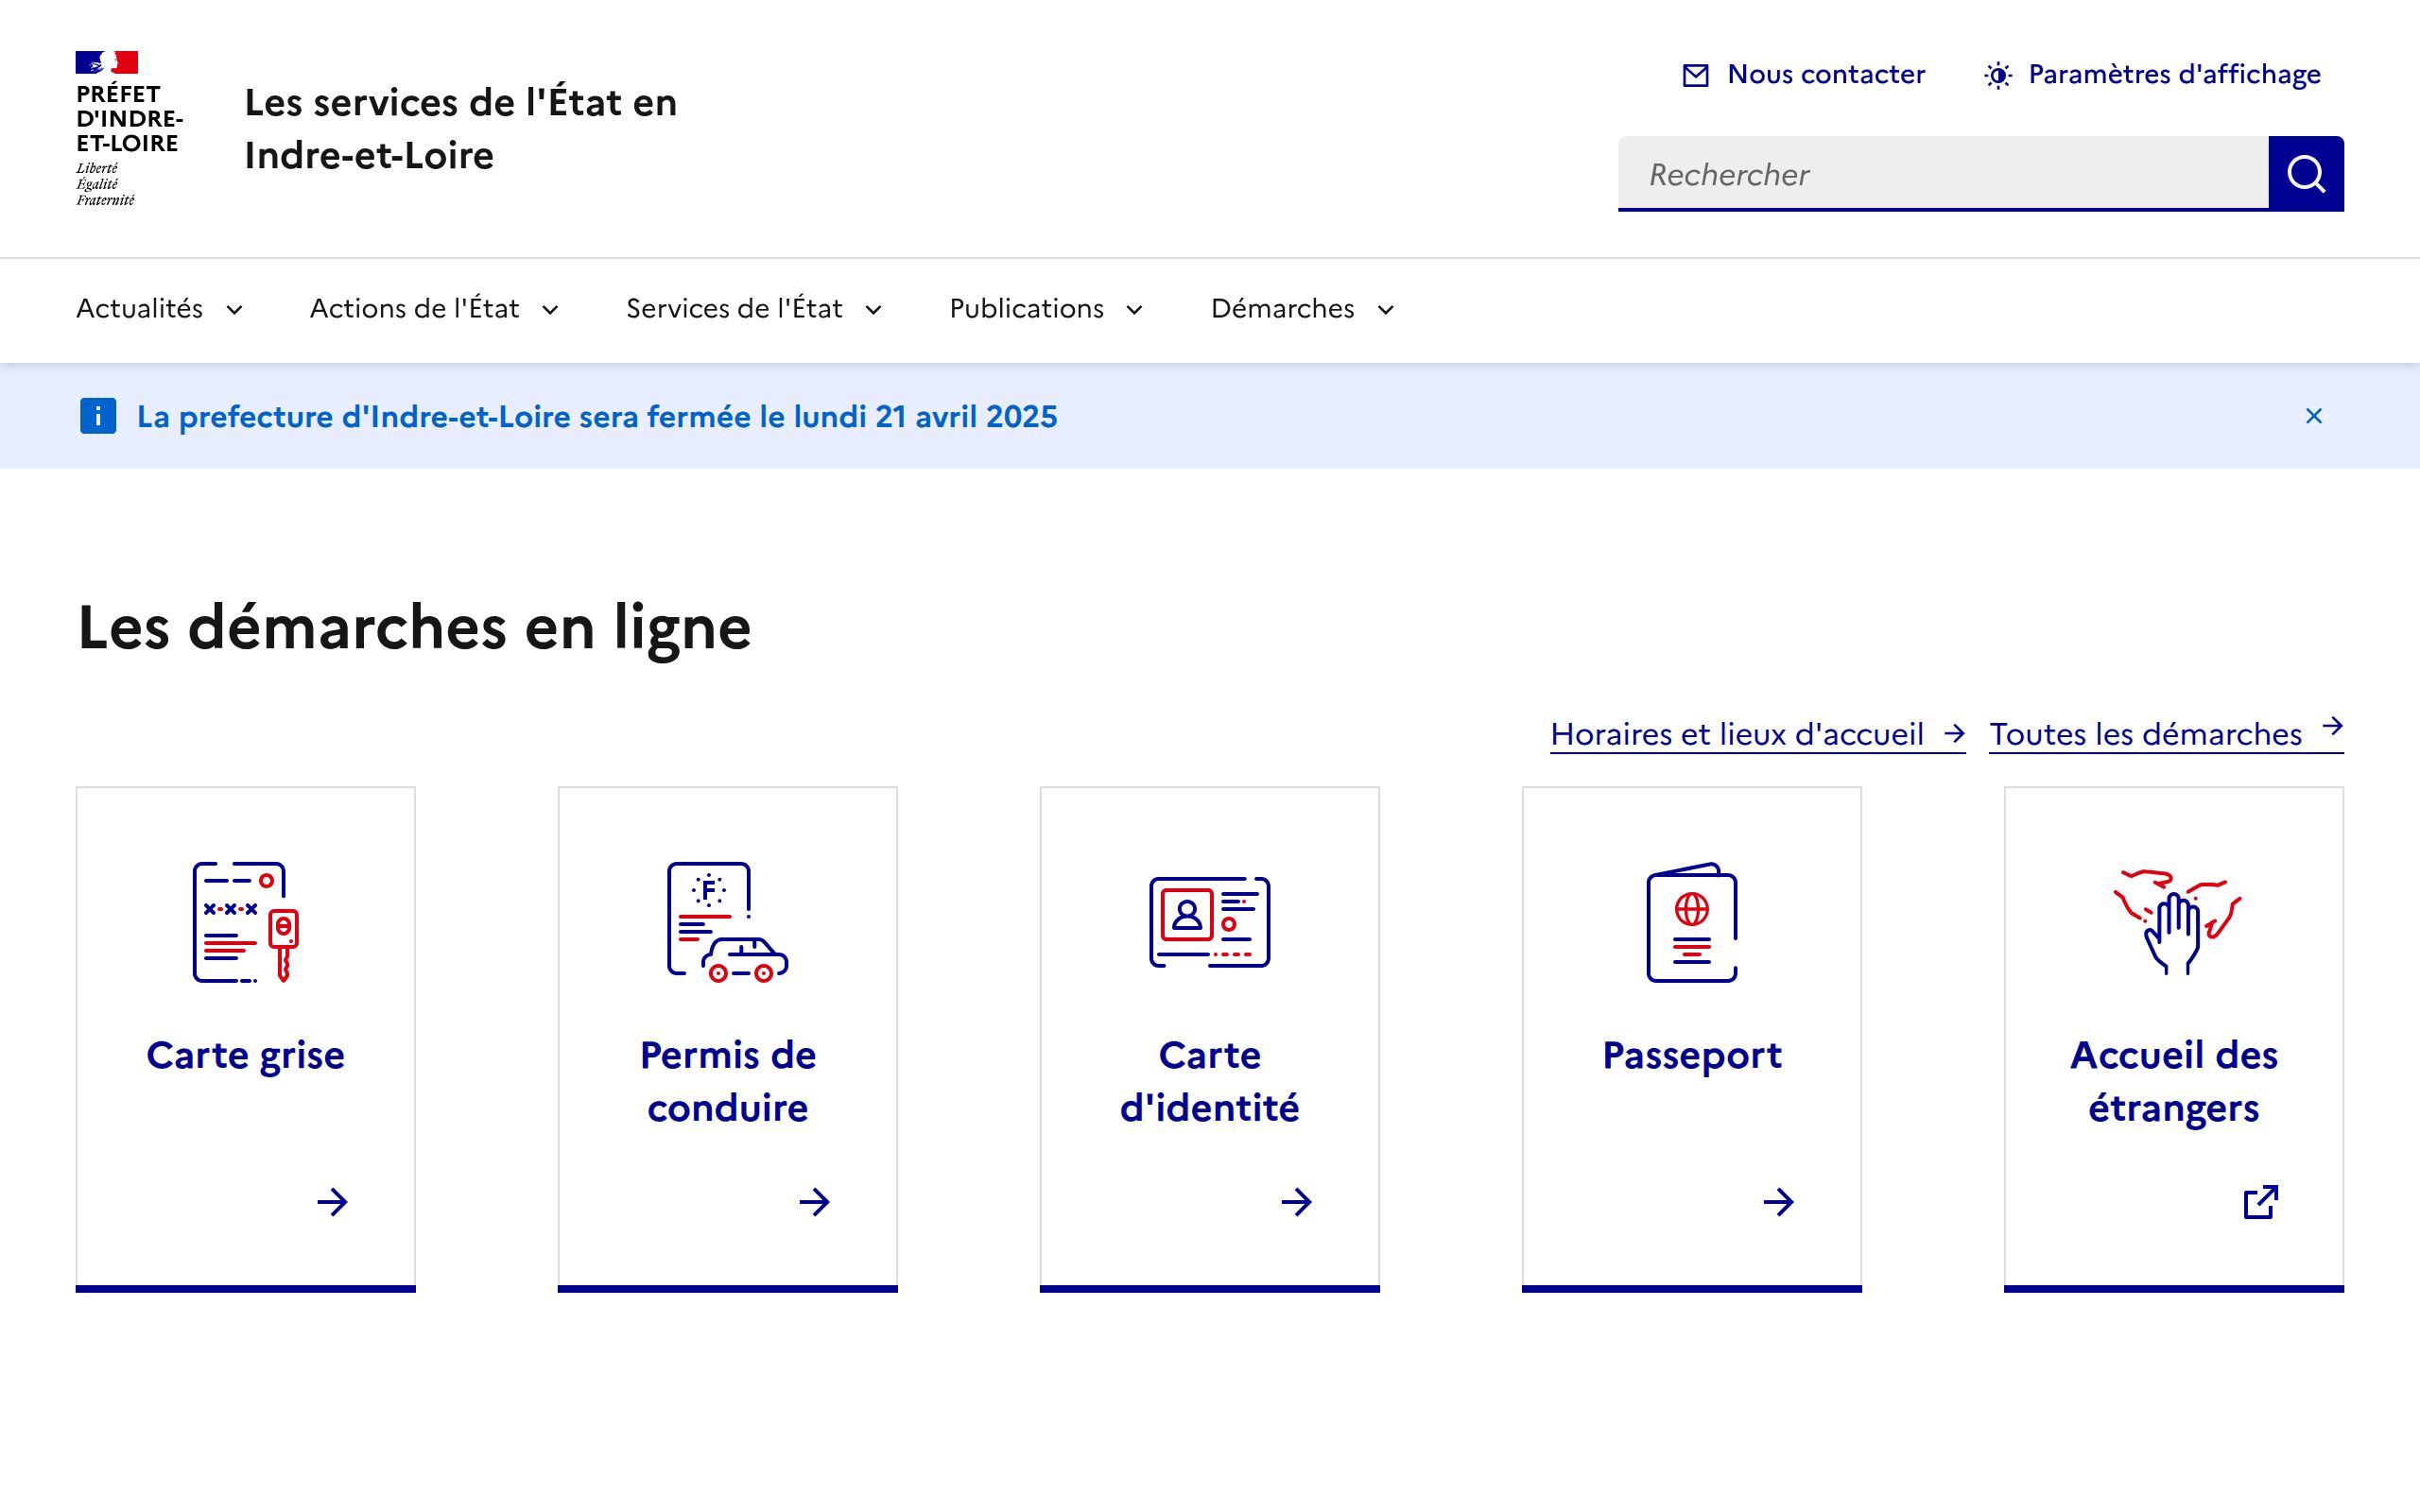 PRÉFET
D'INDRE-
ET-LOIRE
Liberté
Égalité
Fraternité
Les services de l'État en
Indre-et-Loire
Nous contacter
Paramètres d'affichage
Rechercher
Actualités
Actions de l'État
Services de l'État
Publications
Démarches
La prefecture d'Indre-et-Loire sera fermée le lundi 21 avril 2025
Les démarches en ligne
Horaires et lieux d'accueil
Toutes les démarches
F
Carte grise
Permis de
conduire
Carte
d'identité
Passeport
Accueil des
étrangers